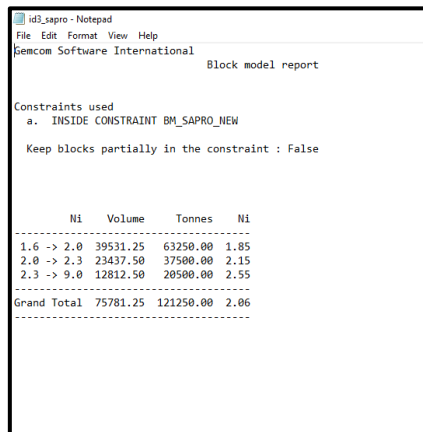 id3_sapro - Notepad
File Edit Format View Help
Gemcom Software International
Block model report
Constraints used
a. INSIDE CONSTRAINT BM_SAPRO_NEW
Keep blocks partially in the constraint : False
Ni Volume Tonnes Ni
-------------------------------------
1.6 -> 2.0 39531.25 63250.00 1.85
2.0 -> 2.3 23437.50 37500.00 2.15
2.3 -> 9.0 12812.50 20500.00 2.55
-------------------------------------
Grand Total 75781.25 121250.00 2.06
-------------------------------------